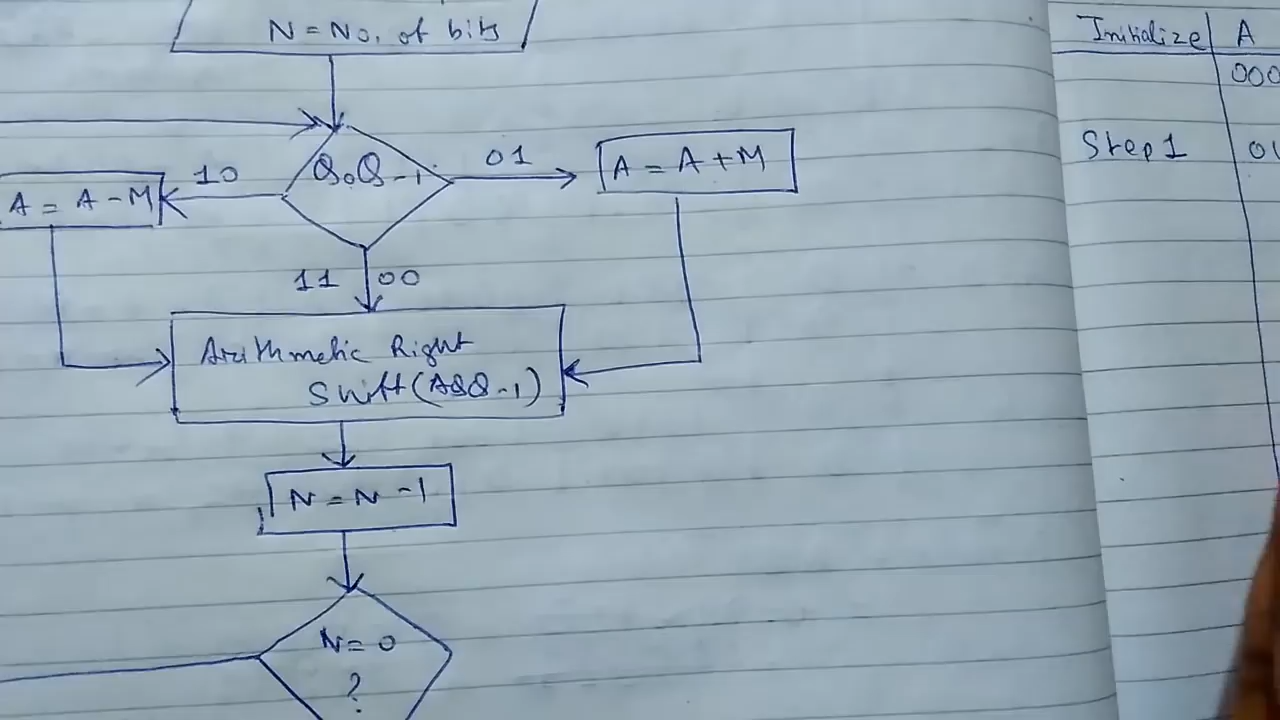 N = No. of bits
Q₀Q₋₁
10
01
A = A - M
A = A + M
11
00
Arithmetic Right
Shift (AQQ-1)
N = N - 1
N = 0
?
Initialize
A
000
Step 1